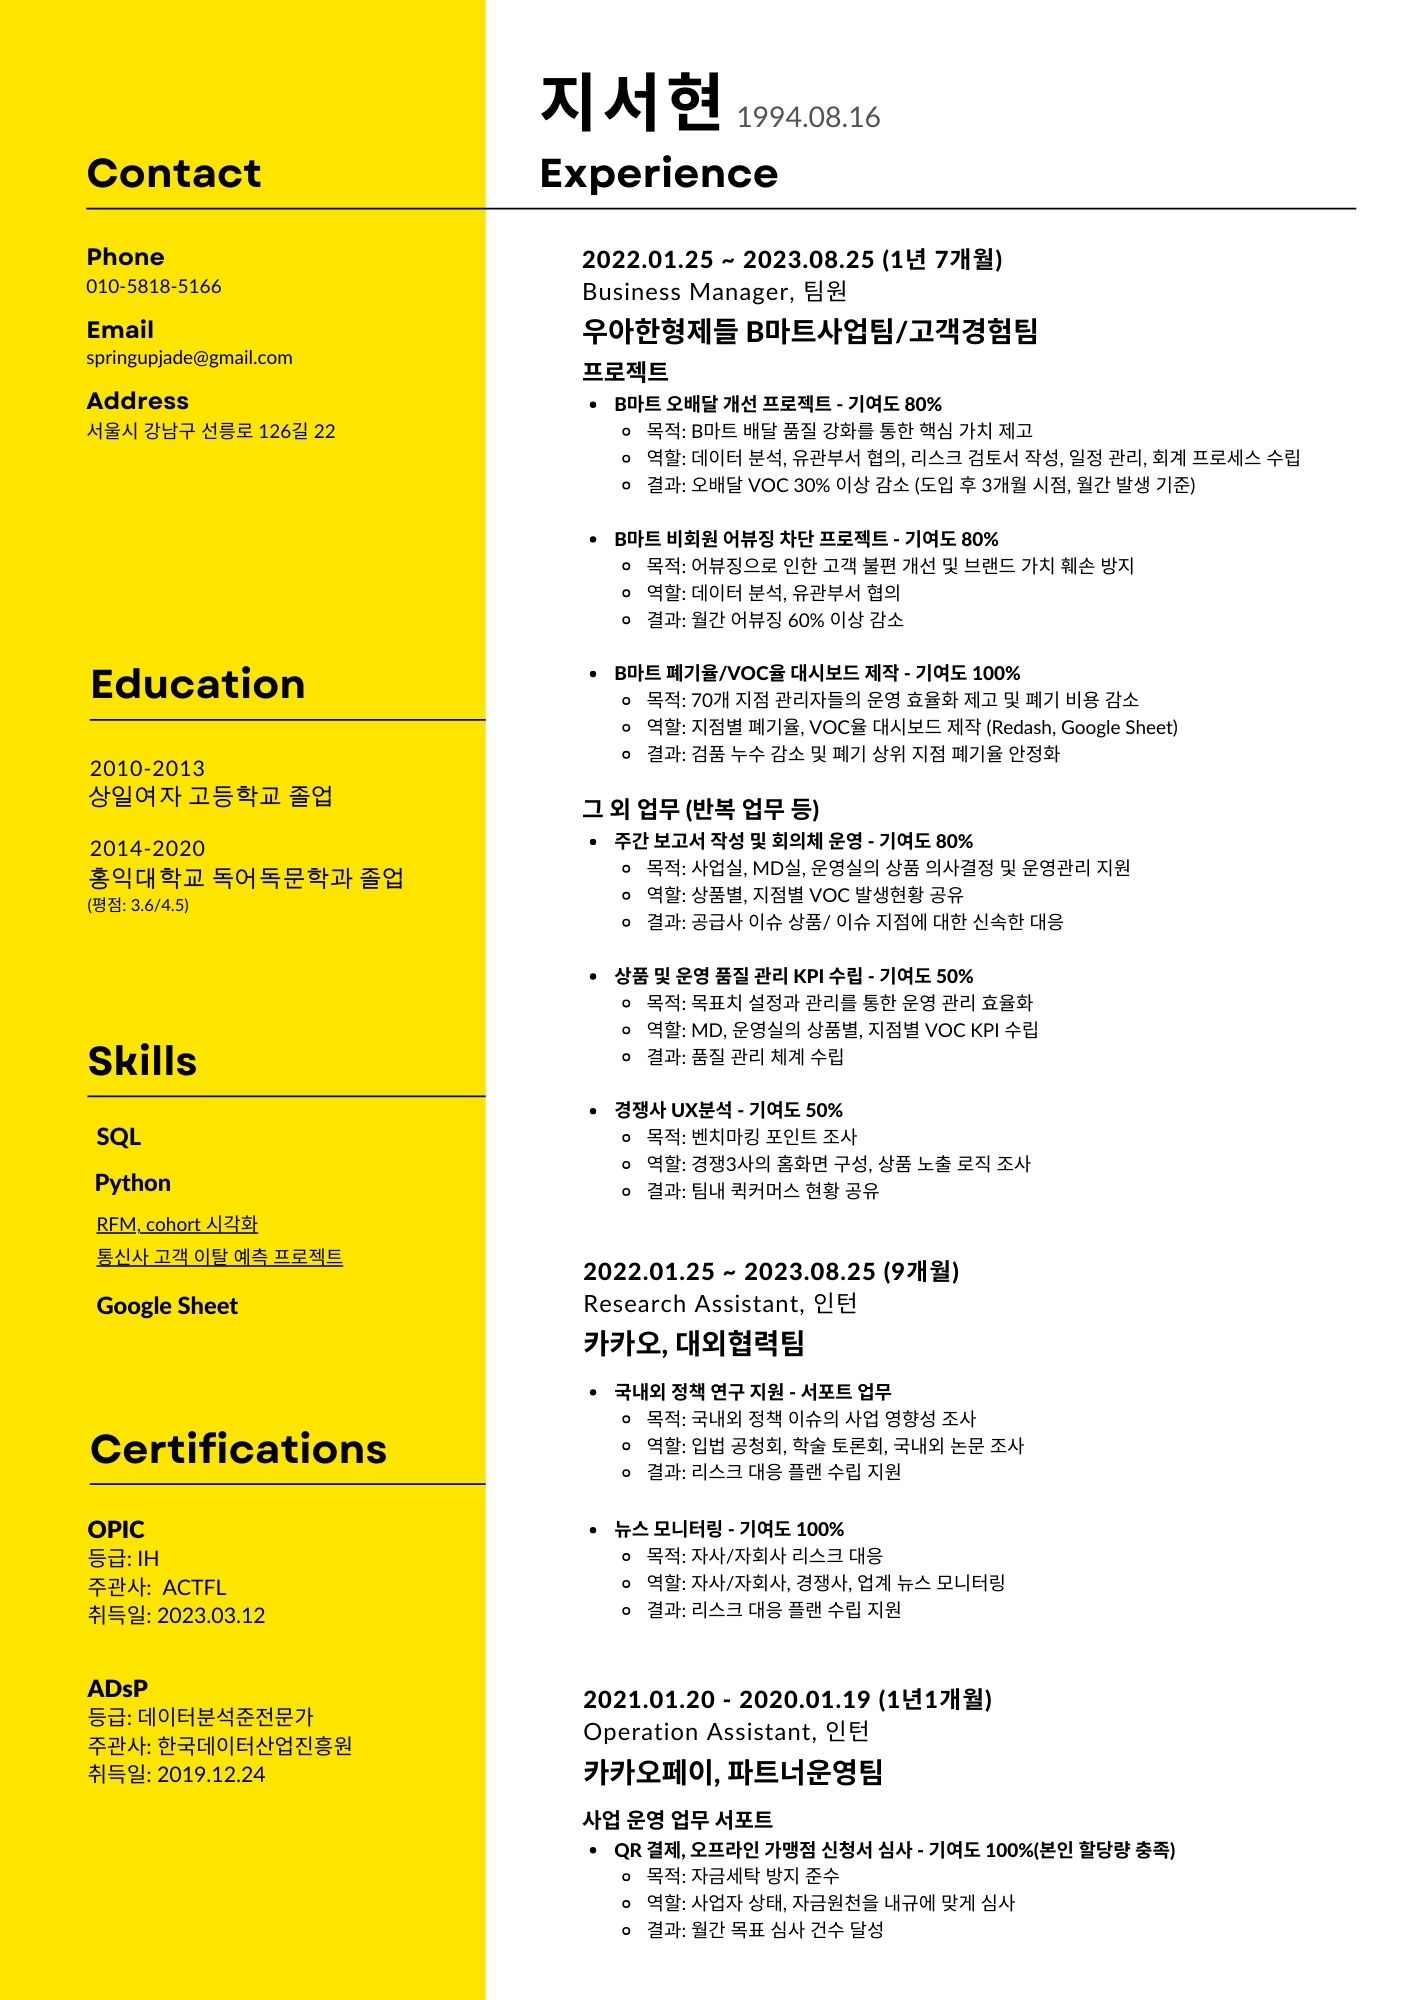 지서현 1994.08.16
Contact
Phone
010-5818-5166
Email
springupjade@gmail.com
Address
서울시 강남구 선릉로 126길 22
Education
2010-2013
상일여자 고등학교 졸업
2014-2020
홍익대학교 독어독문학과 졸업
(평점: 3.6/4.5)
Skills
SQL
Python
RFM, cohort 시각화
통신사 고객 이탈 예측 프로젝트
Google Sheet
Certifications
OPIC
등급: IH
주관사:  ACTFL
취득일: 2023.03.12
ADsP
등급: 데이터분석준전문가
주관사: 한국데이터산업진흥원
취득일: 2019.12.24
Experience
2022.01.25 ~ 2023.08.25 (1년 7개월)
Business Manager, 팀원
우아한형제들 B마트사업팀/고객경험팀
프로젝트
• B마트 오배달 개선 프로젝트 - 기여도 80%
◦ 목적: B마트 배달 품질 강화를 통한 핵심 가치 제고
◦ 역할: 데이터 분석, 유관부서 협의, 리스크 검토서 작성, 일정 관리, 회계 프로세스 수립
◦ 결과: 오배달 VOC 30% 이상 감소 (도입 후 3개월 시점, 월간 발생 기준)
• B마트 비회원 어뷰징 차단 프로젝트 - 기여도 80%
◦ 목적: 어뷰징으로 인한 고객 불편 개선 및 브랜드 가치 훼손 방지
◦ 역할: 데이터 분석, 유관부서 협의
◦ 결과: 월간 어뷰징 60% 이상 감소
• B마트 폐기율/VOC율 대시보드 제작 - 기여도 100%
◦ 목적: 70개 지점 관리자들의 운영 효율화 제고 및 폐기 비용 감소
◦ 역할: 지점별 폐기율, VOC율 대시보드 제작 (Redash, Google Sheet)
◦ 결과: 검품 누수 감소 및 폐기 상위 지점 폐기율 안정화
그 외 업무 (반복 업무 등)
• 주간 보고서 작성 및 회의체 운영 - 기여도 80%
◦ 목적: 사업실, MD실, 운영실의 상품 의사결정 및 운영관리 지원
◦ 역할: 상품별, 지점별 VOC 발생현황 공유
◦ 결과: 공급사 이슈 상품/ 이슈 지점에 대한 신속한 대응
• 상품 및 운영 품질 관리 KPI 수립 - 기여도 50%
◦ 목적: 목표치 설정과 관리를 통한 운영 관리 효율화
◦ 역할: MD, 운영실의 상품별, 지점별 VOC KPI 수립
◦ 결과: 품질 관리 체계 수립
• 경쟁사 UX분석 - 기여도 50%
◦ 목적: 벤치마킹 포인트 조사
◦ 역할: 경쟁3사의 홈화면 구성, 상품 노출 로직 조사
◦ 결과: 팀내 퀵커머스 현황 공유
2022.01.25 ~ 2023.08.25 (9개월)
Research Assistant, 인턴
카카오, 대외협력팀
• 국내외 정책 연구 지원 - 서포트 업무
◦ 목적: 국내외 정책 이슈의 사업 영향성 조사
◦ 역할: 입법 공청회, 학술 토론회, 국내외 논문 조사
◦ 결과: 리스크 대응 플랜 수립 지원
• 뉴스 모니터링 - 기여도 100%
◦ 목적: 자사/자회사 리스크 대응
◦ 역할: 자사/자회사, 경쟁사, 업계 뉴스 모니터링
◦ 결과: 리스크 대응 플랜 수립 지원
2021.01.20 - 2020.01.19 (1년1개월)
Operation Assistant, 인턴
카카오페이, 파트너운영팀
사업 운영 업무 서포트
• QR 결제, 오프라인 가맹점 신청서 심사 - 기여도 100%(본인 할당량 충족)
◦ 목적: 자금세탁 방지 준수
◦ 역할: 사업자 상태, 자금원천을 내규에 맞게 심사
◦ 결과: 월간 목표 심사 건수 달성